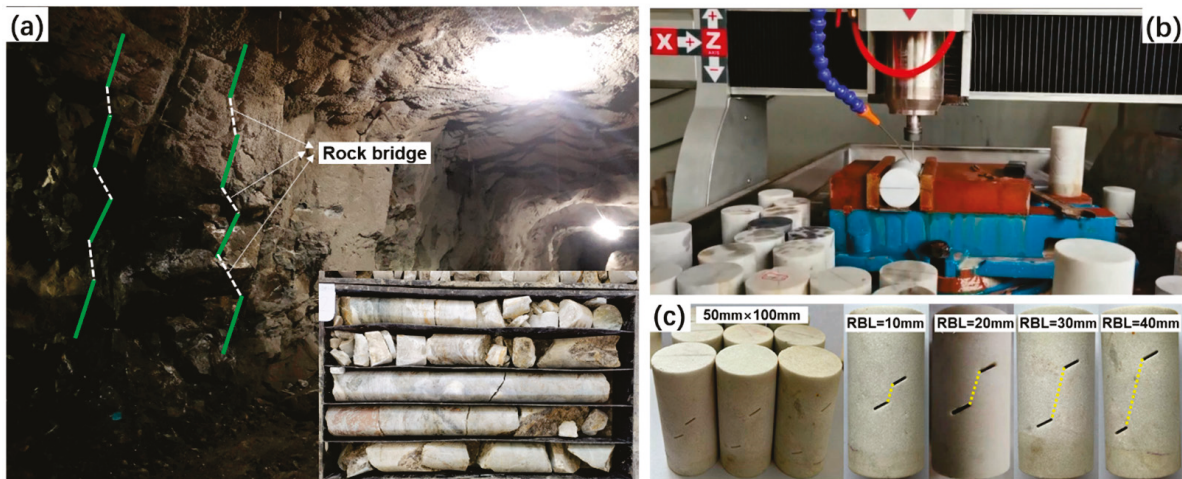 (a)
Rock bridge
(b)
X
+
+
Z
−
(c)
50mm×100mm
RBL=10mm
RBL=20mm
RBL=30mm
RBL=40mm